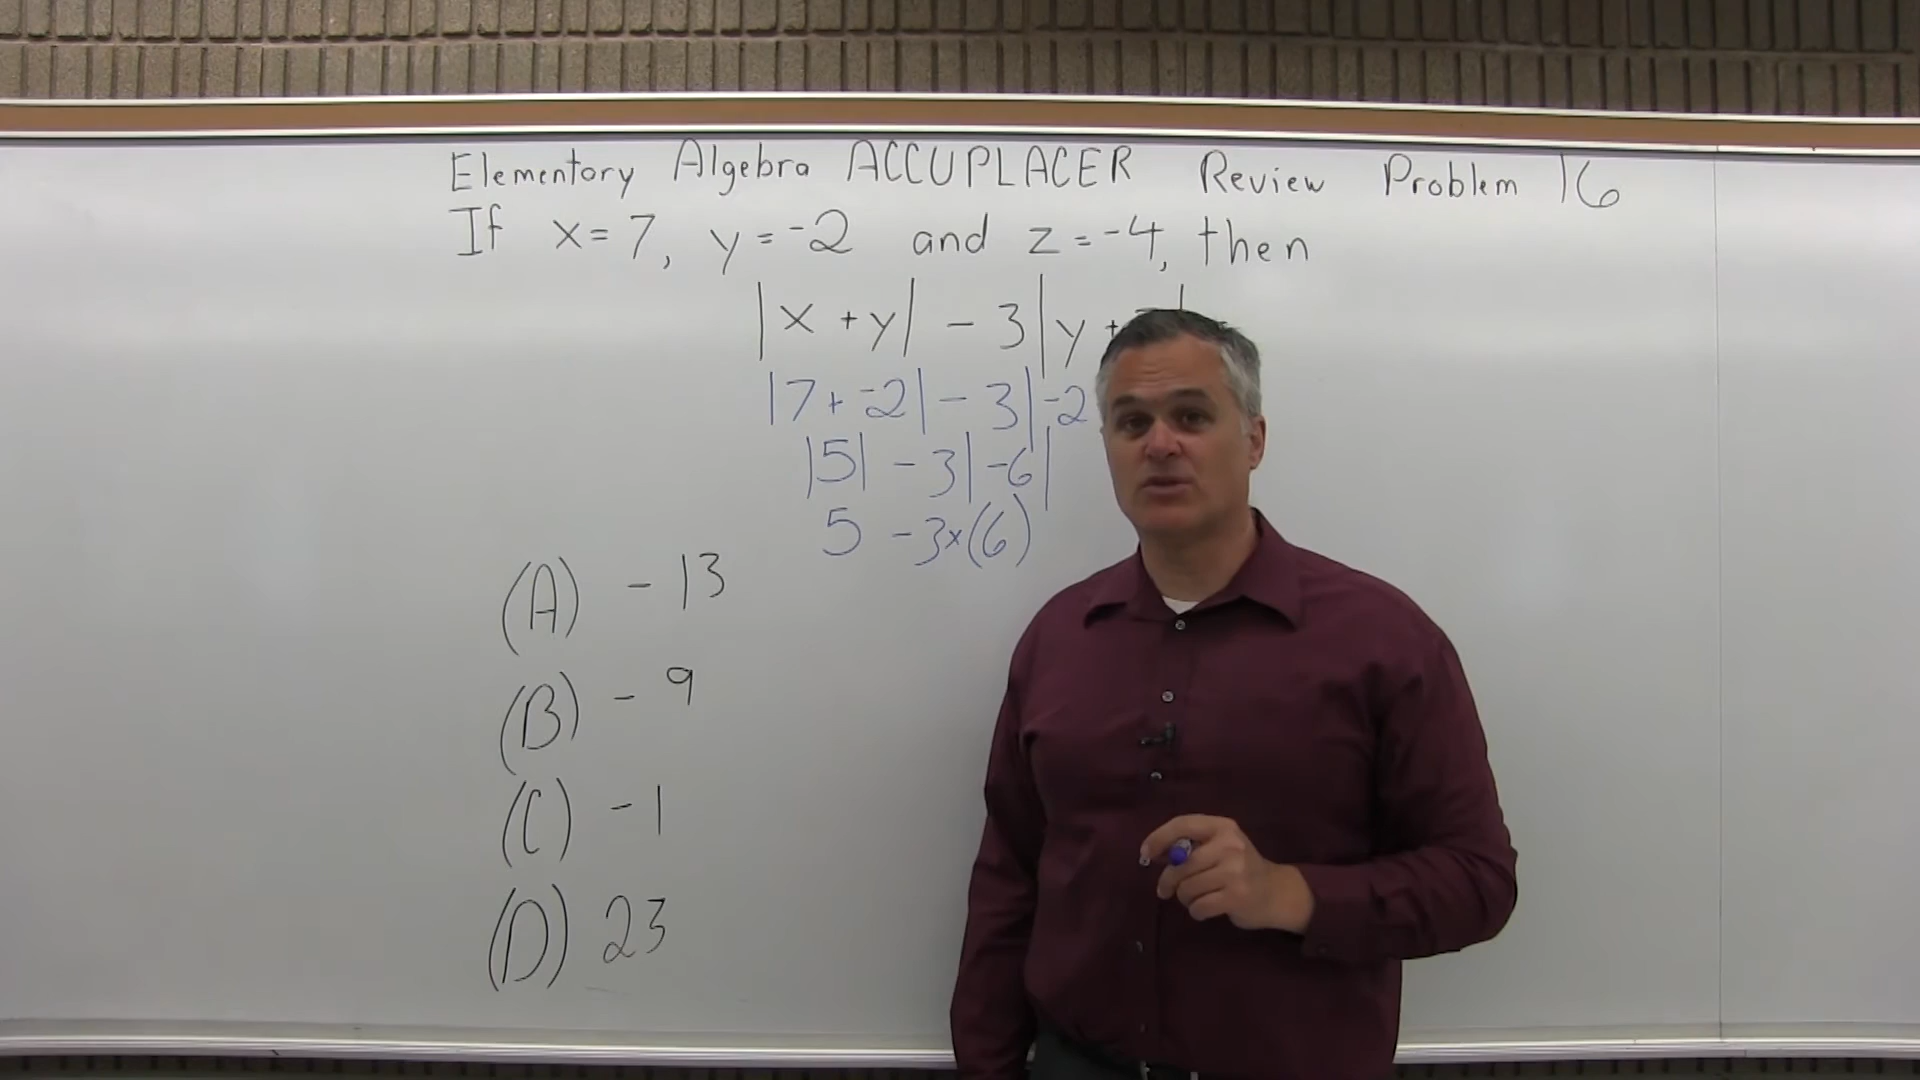 Elementary Algebra ACCUPLACER Review Problem 16
If x = 7, y = -2 and z = -4, then
|x + y| - 3|y +
|7 + -2| - 3|-2
|5| - 3|-6|
5 - 3×(6)
(A) - 13
(B) - 9
(C) - 1
(D) 23